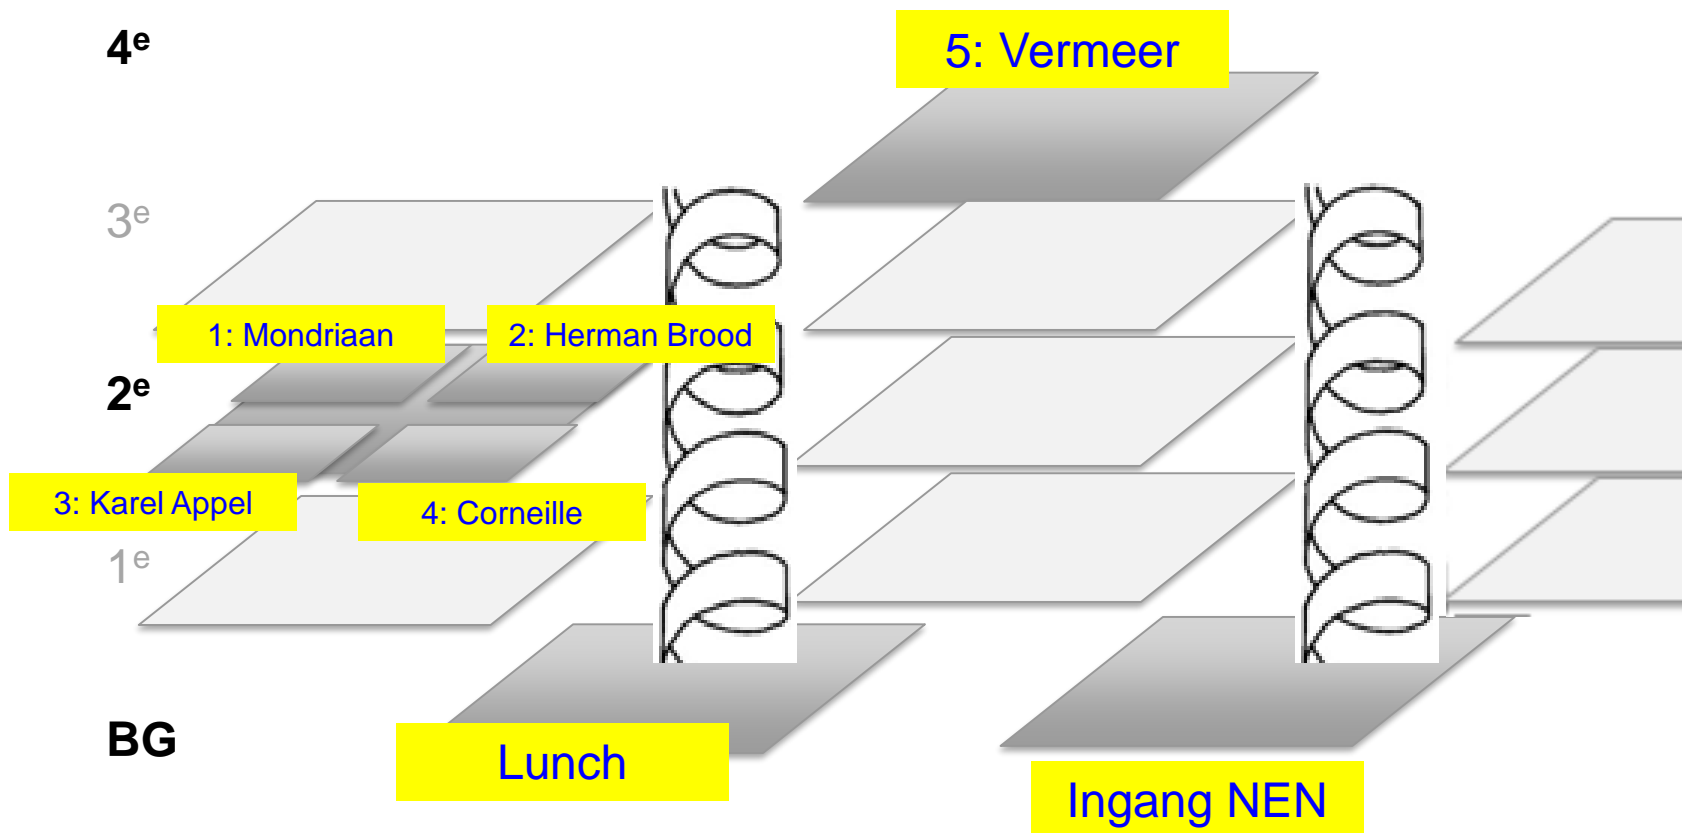 4e
5: Vermeer
3e
1: Mondriaan
2: Herman Brood
2e
3: Karel Appel
4: Corneille
1e
BG
Lunch
Ingang NEN